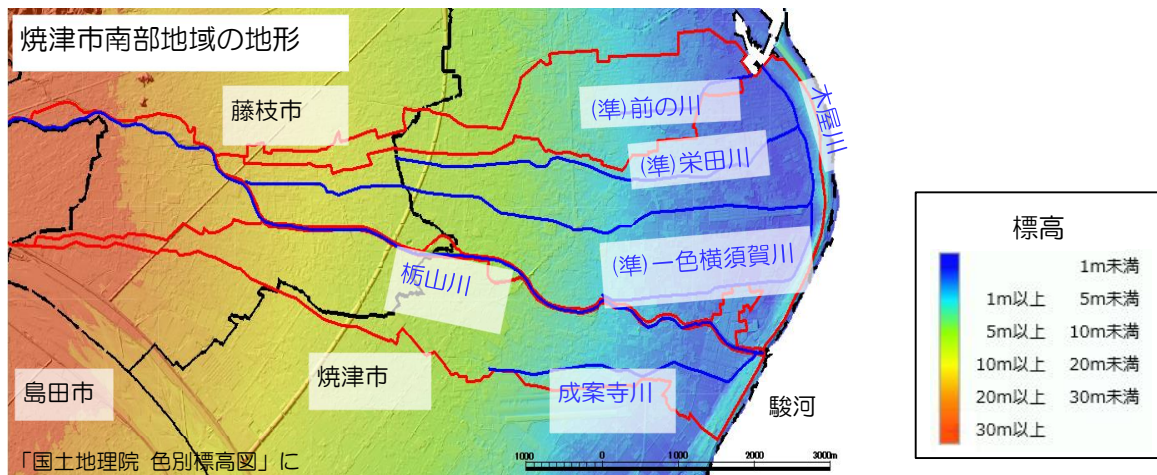 焼津市南部地域の地形
藤枝市
(準)前の川
木屋川
(準)栄田川
(準)一色横須賀川
栃山川
島田市
焼津市
成案寺川
駿河
「国土地理院 色別標高図」に
1000 0 1000 2000 3000m
標高
1m未満
1m以上 5m未満
5m以上 10m未満
10m以上 20m未満
20m以上 30m未満
30m以上